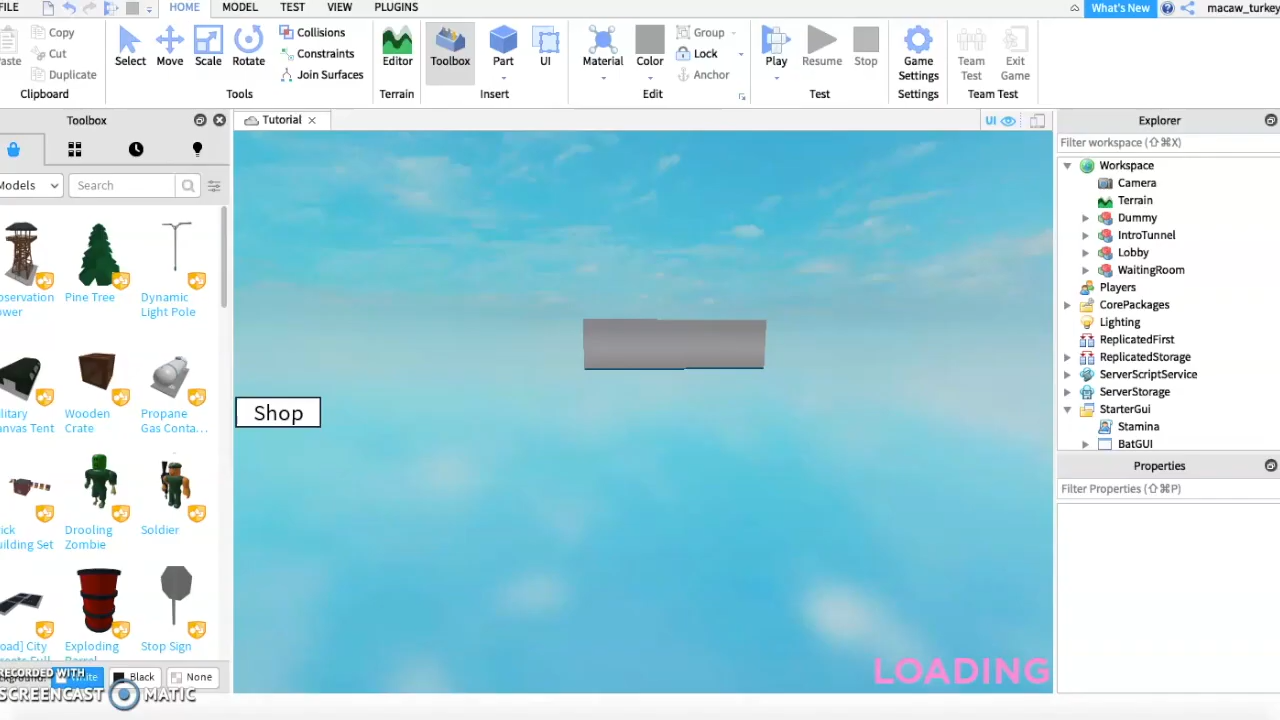 FILE HOME MODEL TEST VIEW PLUGINS What's New macaw_turkey
Copy
Cut
Duplicate
Clipboard
Select Move Scale Rotate
Collisions
Constraints
Join Surfaces
Tools
Editor
Terrain
Toolbox Part UI
Insert
Material Color
Group
Lock
Anchor
Edit
Play Resume Stop
Test
Game Settings
Settings
Team Test
Exit Game
Team Test
Toolbox
Models Search
Pine Tree
Dynamic Light Pole
Wooden Crate
Propane Gas Conta...
Drooling Zombie
Soldier
Exploding
Stop Sign
White Black None
RECORDED WITH
SCREENCAST MATIC
Tutorial
UI
Shop
LOADING
Explorer
Filter workspace (⇧⌘X)
Workspace
Camera
Terrain
Dummy
IntroTunnel
Lobby
WaitingRoom
Players
CorePackages
Lighting
ReplicatedFirst
ReplicatedStorage
ServerScriptService
ServerStorage
StarterGui
Stamina
BatGUI
Properties
Filter Properties (⇧⌘P)